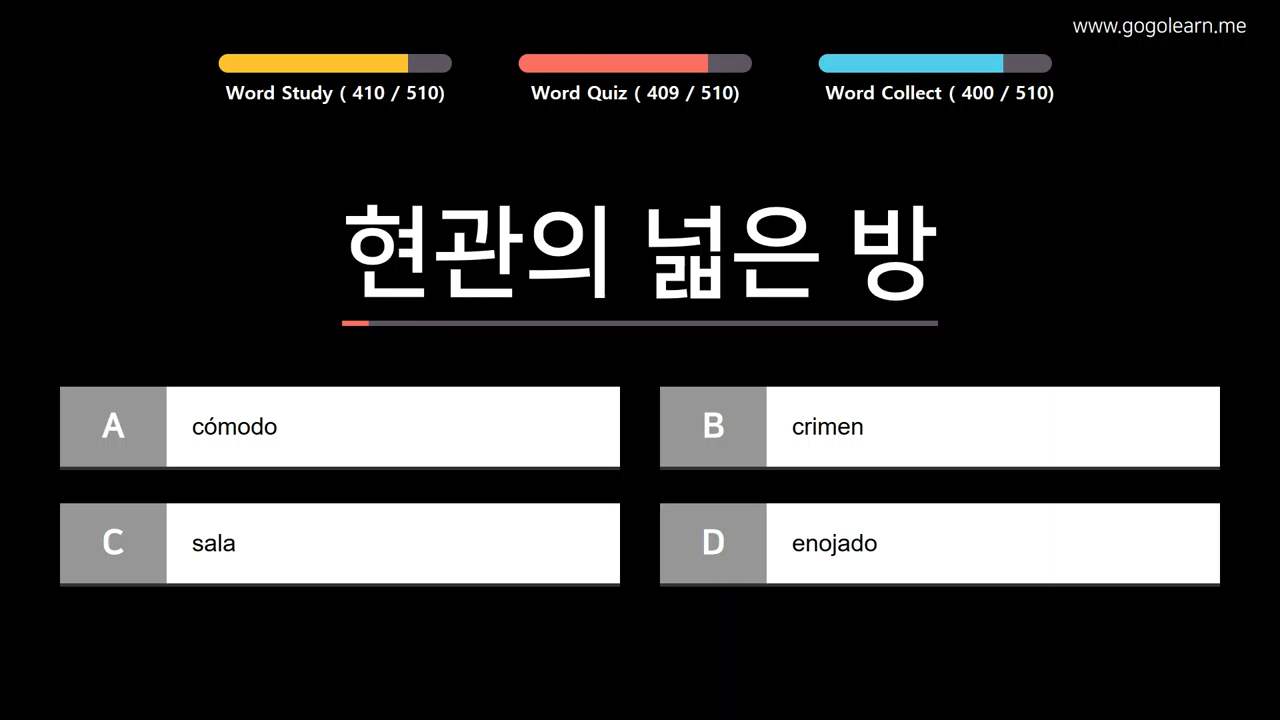 www.gogolearn.me
Word Study ( 410 / 510)
Word Quiz ( 409 / 510)
Word Collect ( 400 / 510)
현관의 넓은 방
A cómodo
B crimen
C sala
D enojado